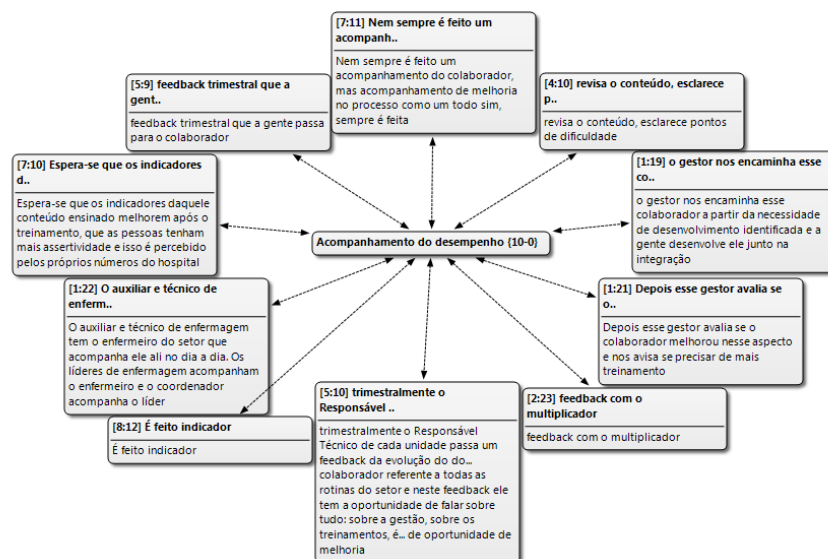 [7:11] Nem sempre é feito um
acompanh..
Nem sempre é feito um
acompanhamento do colaborador,
mas acompanhamento de melhoria
no processo como um todo sim,
sempre é feita
[5:9] feedback trimestral que a
gent..
feedback trimestral que a gente passa
para o colaborador
[4:10] revisa o conteúdo, esclarece
p..
revisa o conteúdo, esclarece pontos
de dificuldade
[7:10] Espera-se que os indicadores
d..
Espera-se que os indicadores daquele
conteúdo ensinado melhorem após o
treinamento, que as pessoas tenham
mais assertividade e isso é percebido
pelos próprios números do hospital
[1:19] o gestor nos encaminha esse
co..
o gestor nos encaminha esse
colaborador a partir da necessidade
de desenvolvimento identificada e a
gente desenvolve ele junto na
integração
Acompanhamento do desempenho {10-0}
[1:22] O auxiliar e técnico de
enferm..
O auxiliar e técnico de enfermagem
tem o enfermeiro do setor que
acompanha ele ali no dia a dia. Os
líderes de enfermagem acompanham
o enfermeiro e o coordenador
acompanha o líder
[1:21] Depois esse gestor avalia se
o..
Depois esse gestor avalia se o
colaborador melhorou nesse aspecto
e nos avisa se precisar de mais
treinamento
[8:12] É feito indicador
É feito indicador
[5:10] trimestralmente o
Responsável ..
trimestralmente o Responsável
Técnico de cada unidade passa um
feedback da evolução do do...
colaborador referente a todas as
rotinas do setor e neste feedback ele
tem a oportunidade de falar sobre
tudo: sobre a gestão, sobre os
treinamentos, é... de oportunidade de
melhoria
[2:23] feedback com o
multiplicador
feedback com o multiplicador